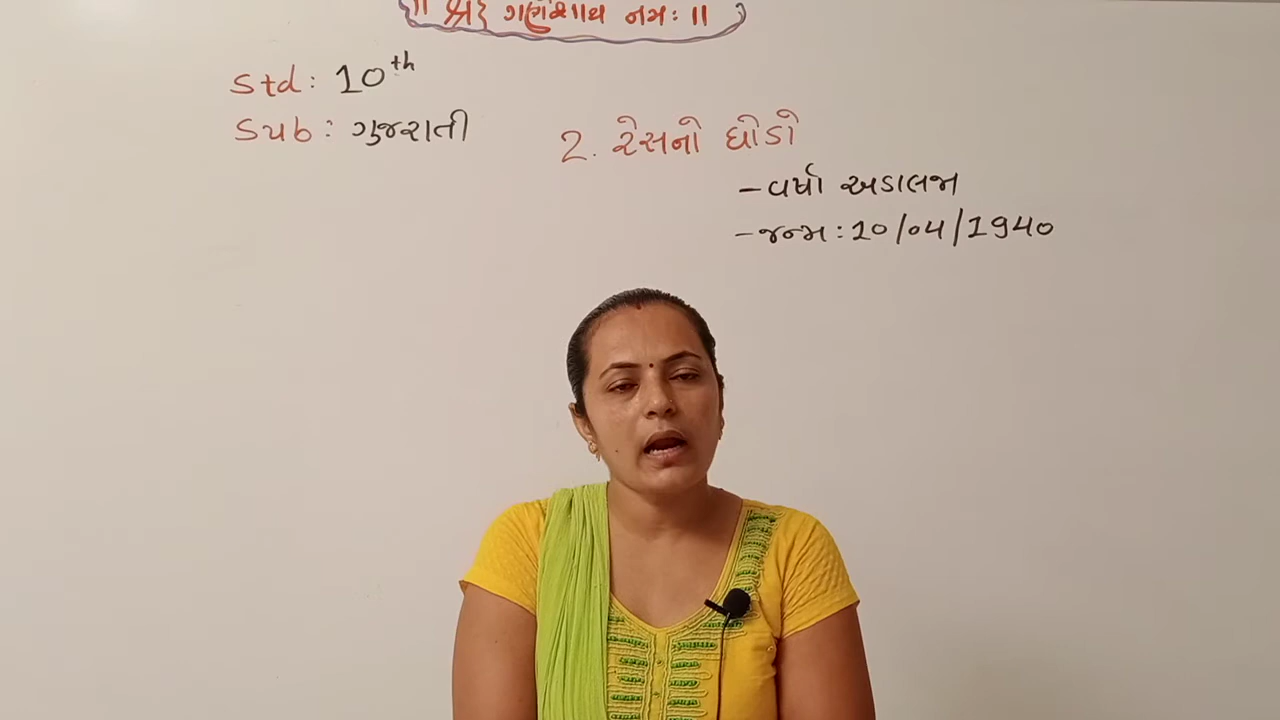 ॥ શ્રી ગણેશાય નમઃ ॥
Std: 10th
Sub: ગુજરાતી
2. રેસનો ઘોડો
- વર્ષા અડાલજા
- જન્મ : 10/04/1940